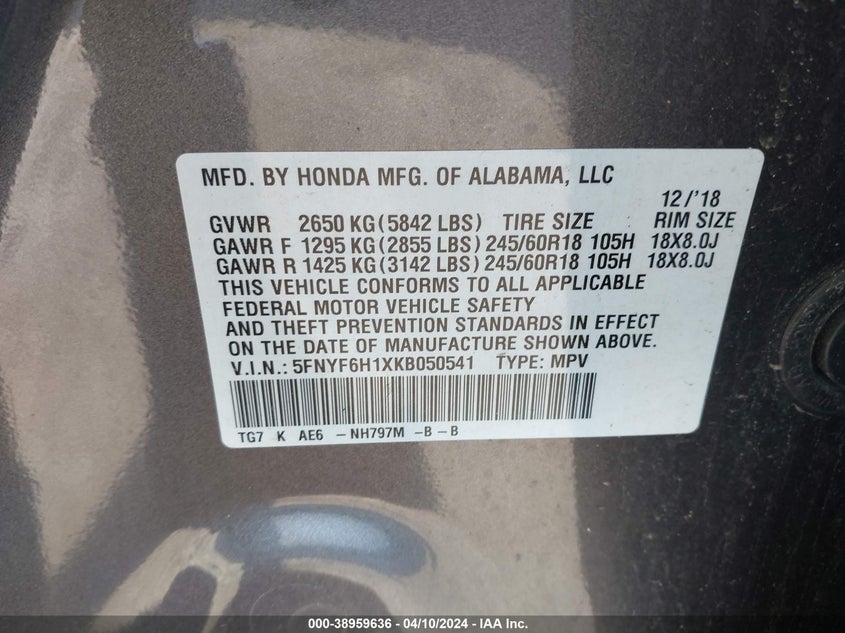 MFD. BY HONDA MFG. OF ALABAMA, LLC
12/'18
GVWR 2650 KG(5842 LBS) TIRE SIZE RIM SIZE
GAWR F 1295 KG(2855 LBS)245/60R18 105H 18X8.0J
GAWR R 1425 KG(3142 LBS)245/60R18 105H 18X8.0J
THIS VEHICLE CONFORMS TO ALL APPLICABLE
FEDERAL MOTOR VEHICLE SAFETY
AND THEFT PREVENTION STANDARDS IN EFFECT
ON THE DATE OF MANUFACTURE SHOWN ABOVE.
V.I.N.: 5FNYF6H1XKB050541 TYPE: MPV
TG7 K AE6 -NH797M -B-B
000-38959636 - 04/10/2024 - IAA Inc.